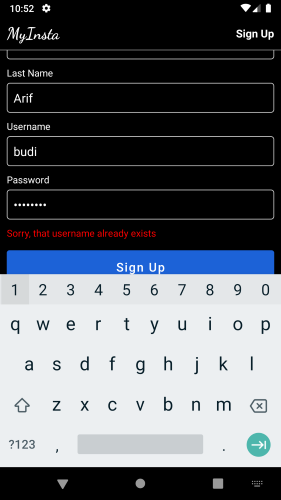 10:52
MyInsta
Sign Up
Last Name
Arif
Username
budi
Password
••••••••
Sorry, that username already exists
Sign Up
1 2 3 4 5 6 7 8 9 0
q w e r t y u i o p
a s d f g h j k l
z x c v b n m
?123 , .